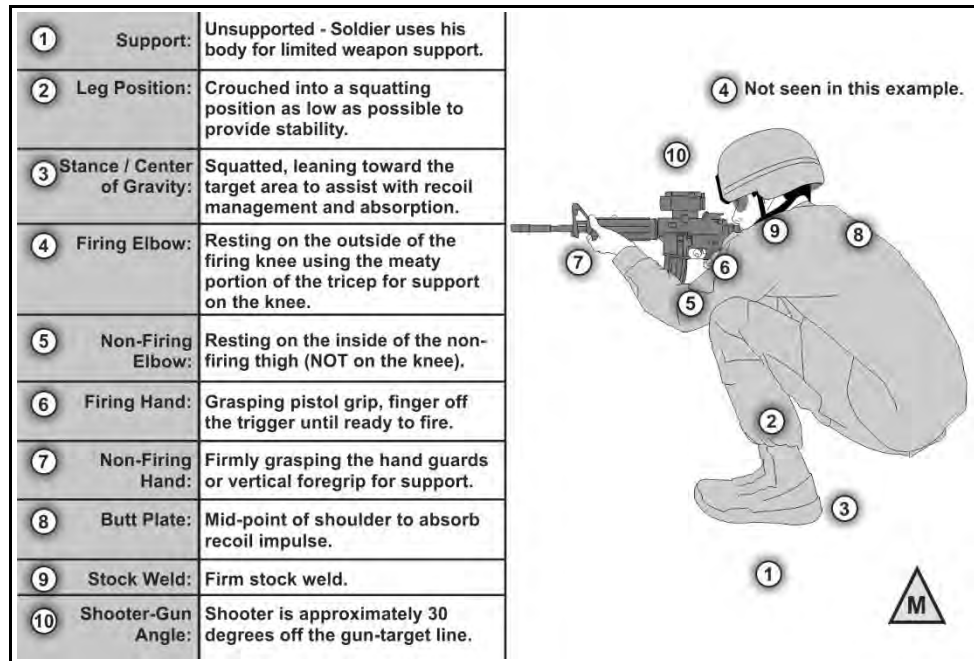 1 Support: Unsupported - Soldier uses his
body for limited weapon support.
2 Leg Position: Crouched into a squatting
position as low as possible to
provide stability.
3 Stance / Center
of Gravity: Squatted, leaning toward the
target area to assist with recoil
management and absorption.
4 Firing Elbow: Resting on the outside of the
firing knee using the meaty
portion of the tricep for support
on the knee.
5 Non-Firing
Elbow: Resting on the inside of the non-
firing thigh (NOT on the knee).
6 Firing Hand: Grasping pistol grip, finger off
the trigger until ready to fire.
7 Non-Firing
Hand: Firmly grasping the hand guards
or vertical foregrip for support.
8 Butt Plate: Mid-point of shoulder to absorb
recoil impulse.
9 Stock Weld: Firm stock weld.
10 Shooter-Gun
Angle: Shooter is approximately 30
degrees off the gun-target line.
4 Not seen in this example.
10
9
8
7
6
5
2
3
1
M